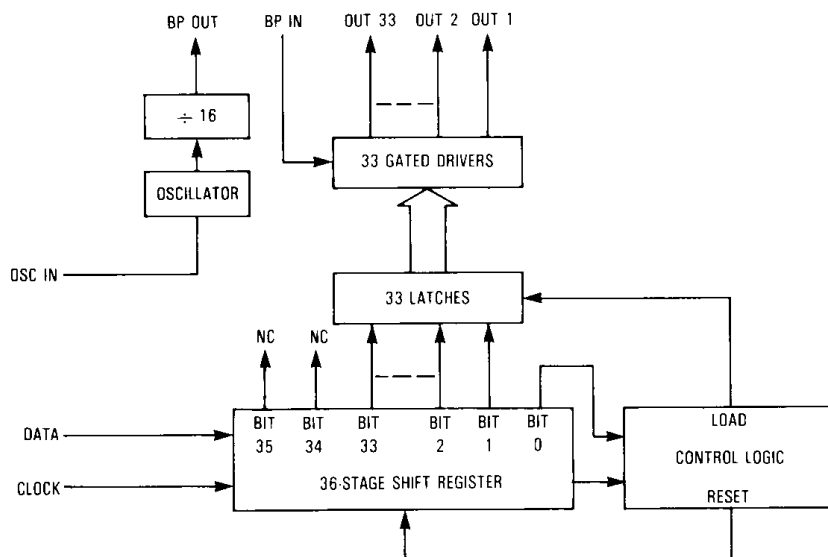 BP OUT
BP IN
OUT 33
OUT 2
OUT 1
÷ 16
33 GATED DRIVERS
OSCILLATOR
OSC IN
33 LATCHES
NC
NC
BIT 35
BIT 34
BIT 33
BIT 2
BIT 1
BIT 0
DATA
CLOCK
36-STAGE SHIFT REGISTER
LOAD
CONTROL LOGIC
RESET